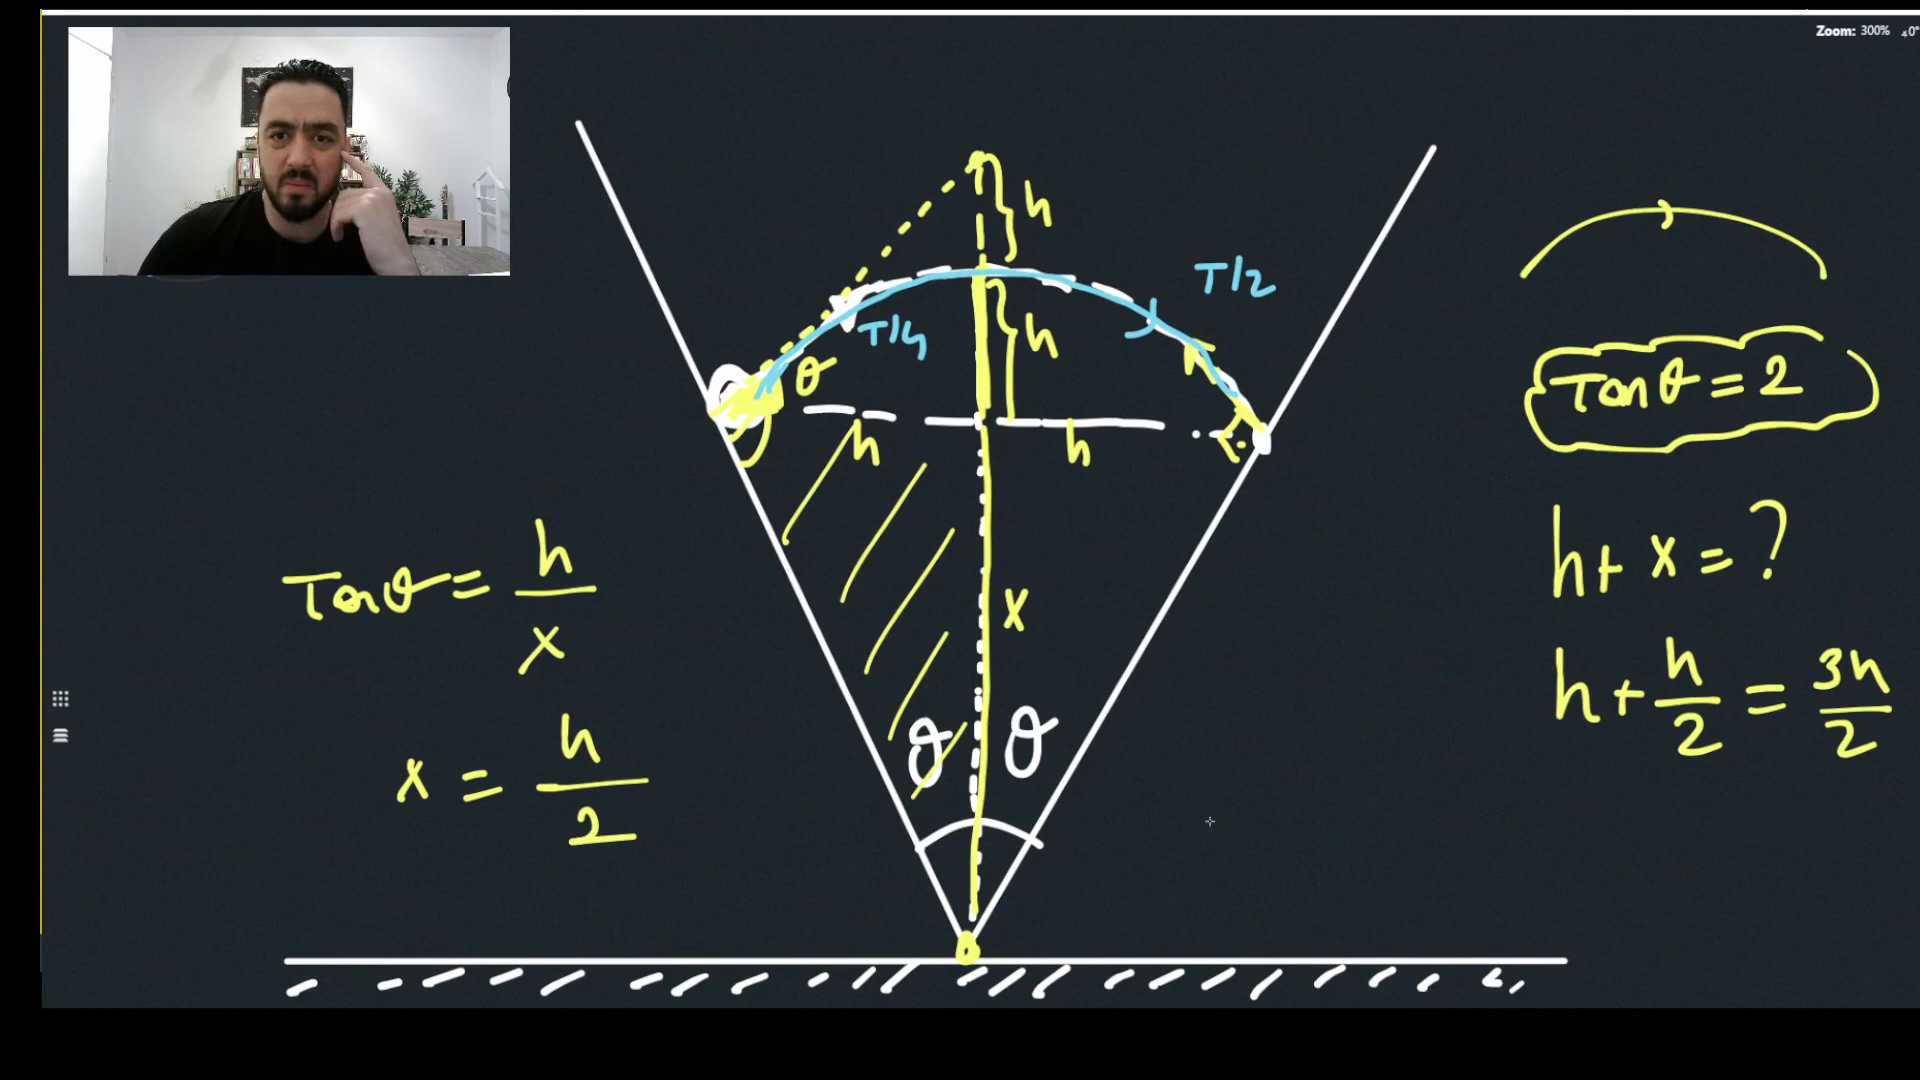 Zoom: 300%
h
T/2
T/4
h
θ
h
h
Tanθ = 2
Tanθ = h/x
h + x = ?
x
θ θ
h + h/2 = 3h/2
x = h/2